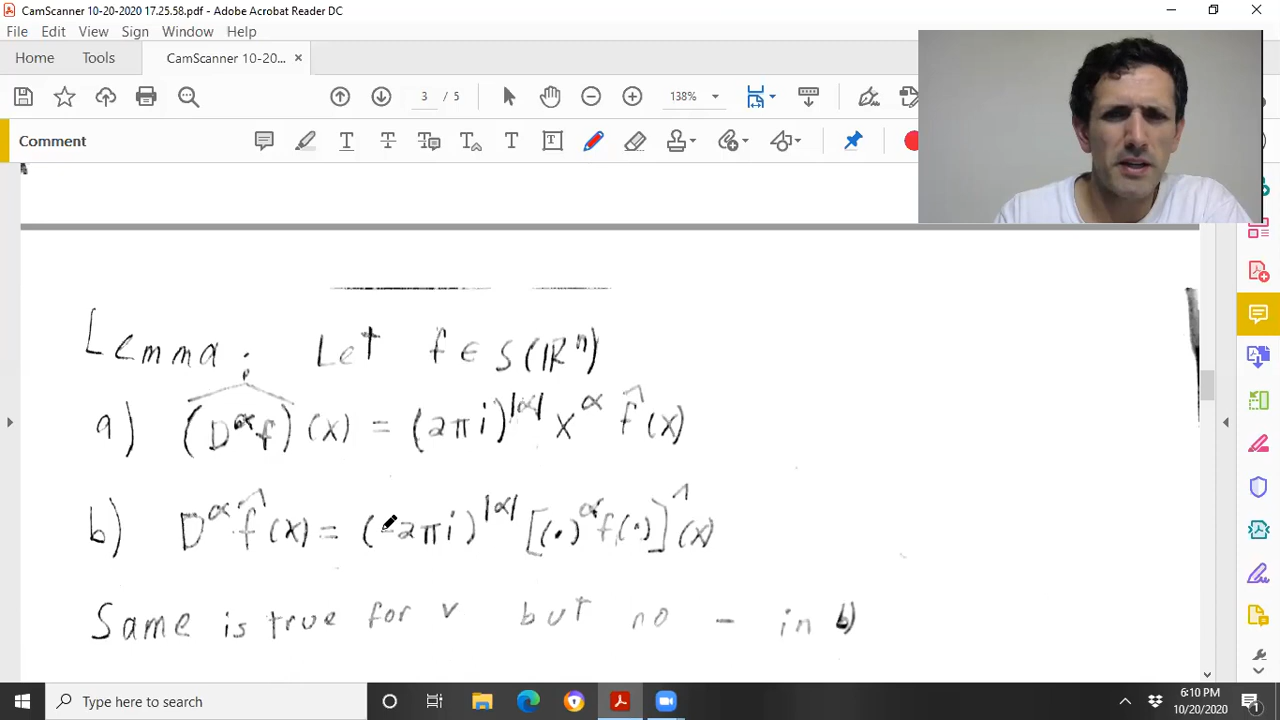 CamScanner 10-20-2020 17.25.58.pdf - Adobe Acrobat Reader DC
File Edit View Sign Window Help
Home Tools CamScanner 10-20... ×
3 / 5 138%
Comment
Lemma: Let f ∈ S(ℝⁿ)
a) (D^α f)^(x) = (2πi)^|α| x^α f̂(x)
b) D^α f̂(x) = (-2πi)^|α| [(·)^α f(·)]^(x)
Same is true for v but no - in b)
Type here to search
6:10 PM
10/20/2020